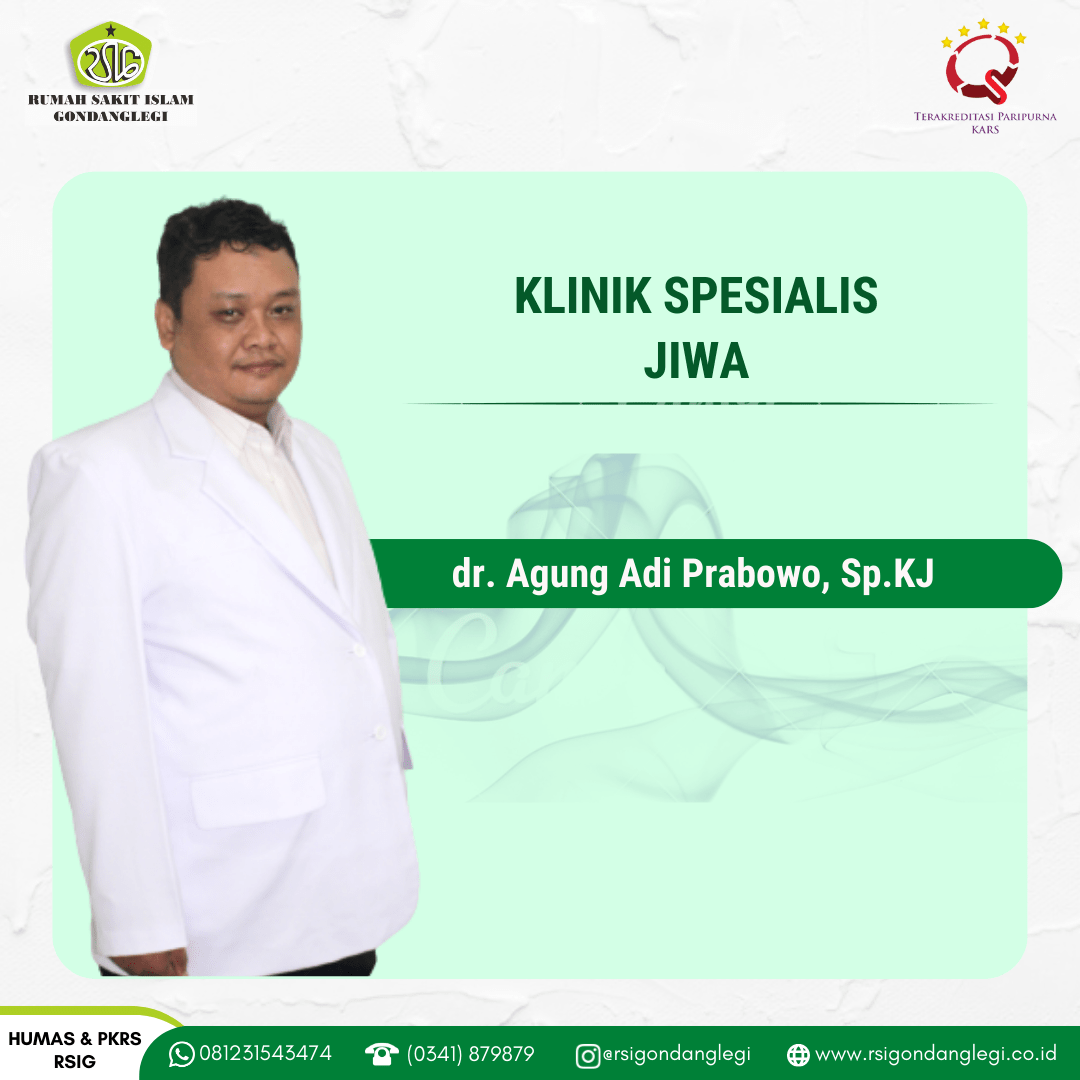 RSIG
RUMAH SAKIT ISLAM
GONDANGLEGI
TERAKREDITASI PARIPURNA
KARS
KLINIK SPESIALIS
JIWA
dr. Agung Adi Prabowo, Sp.KJ
HUMAS & PKRS
RSIG
081231543474
(0341) 879879
@rsigondanglegi
www.rsigondanglegi.co.id